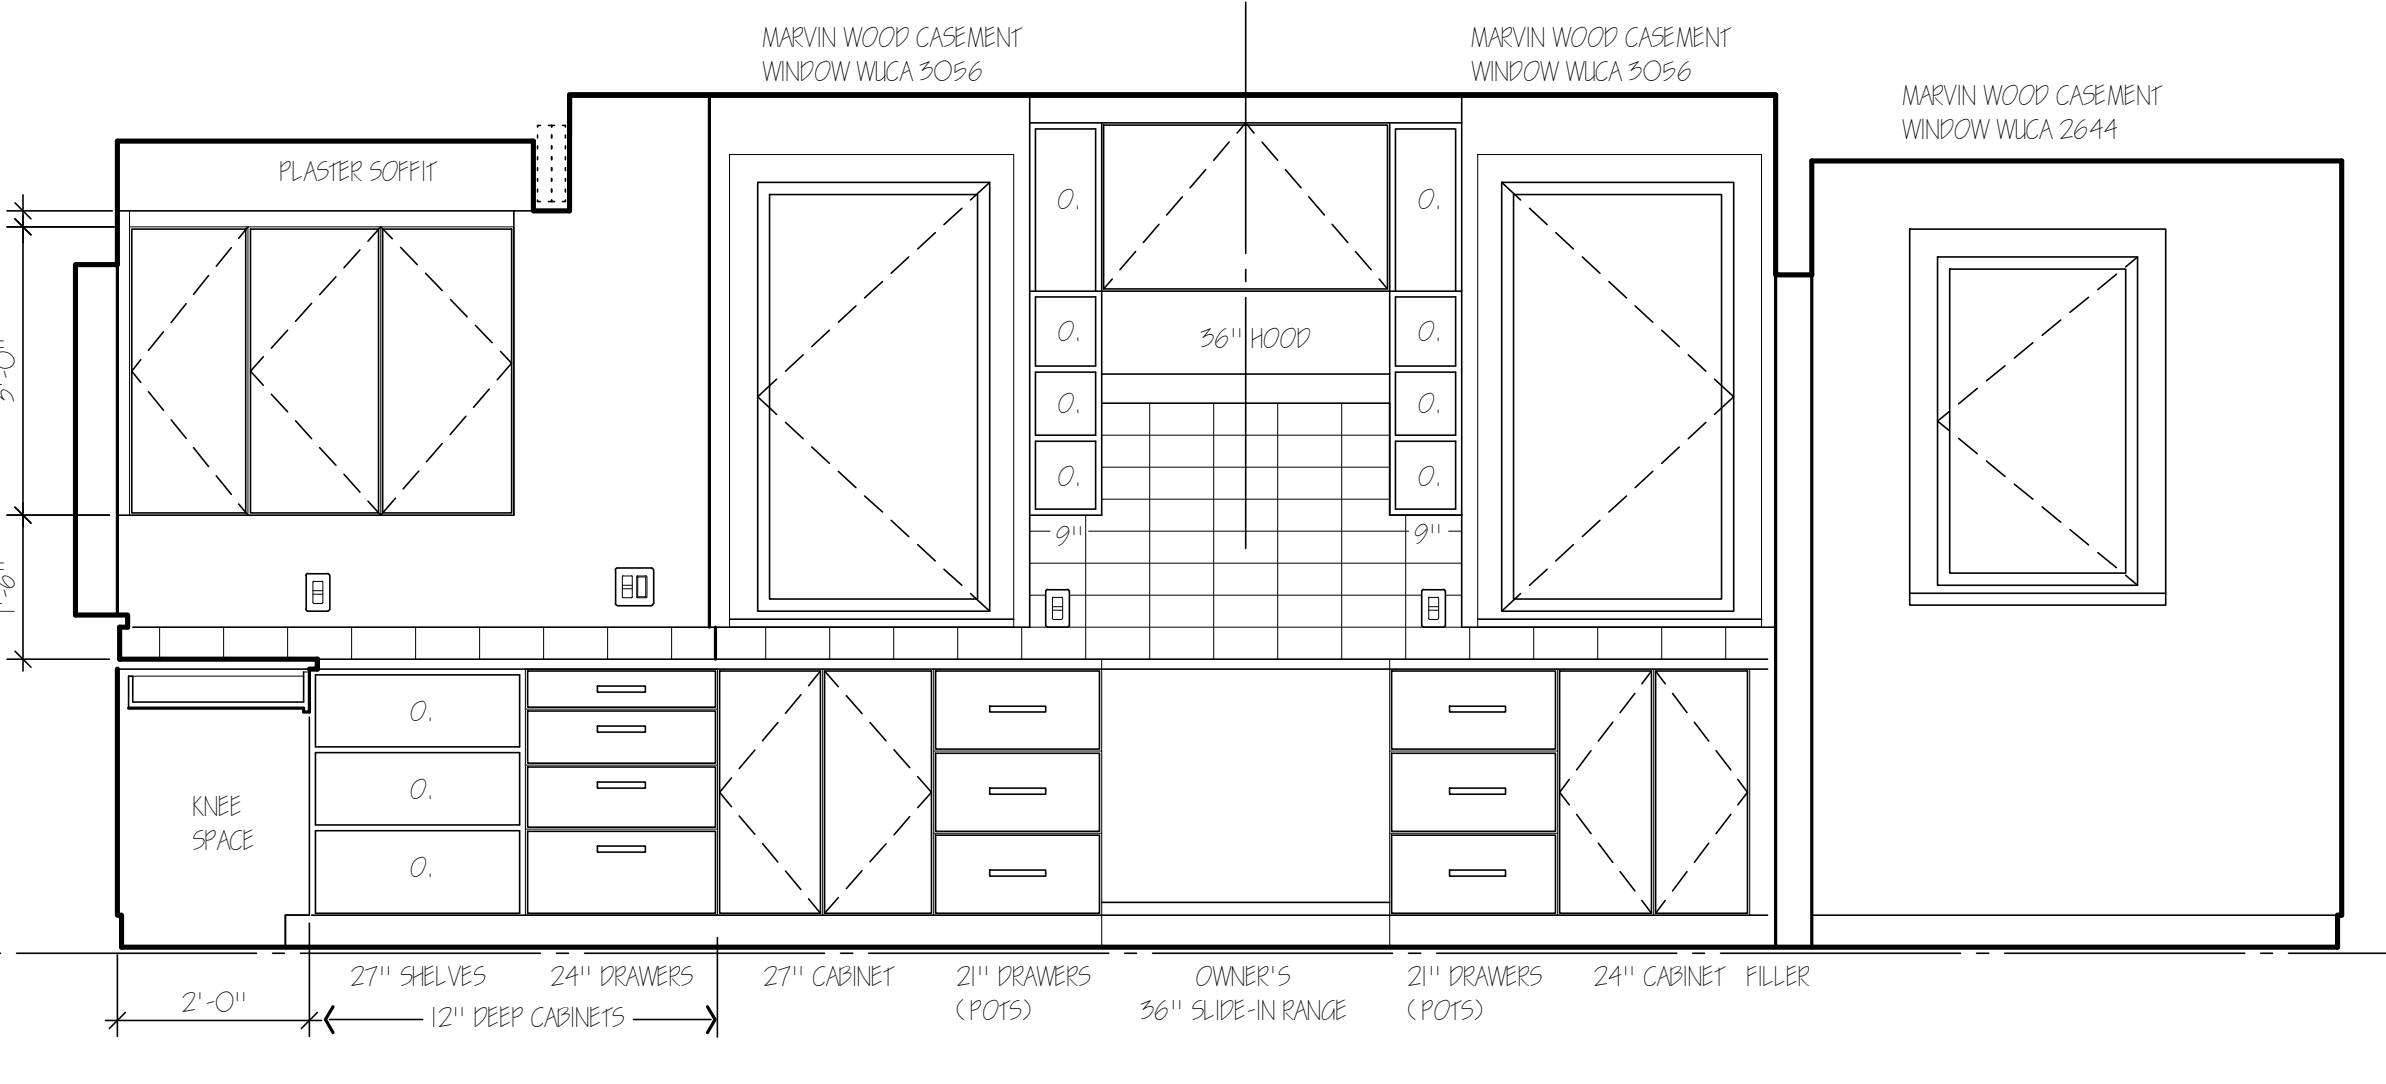 MARVIN WOOD CASEMENT
WINDOW WUCA 3056
MARVIN WOOD CASEMENT
WINDOW WUCA 3056
MARVIN WOOD CASEMENT
WINDOW WUCA 2644
PLASTER SOFFIT
O.
O.
O.
O.
36" HOOD
O.
O.
O.
O.
9"
9"
O.
O.
O.
KNEE
SPACE
27" SHELVES
24" DRAWERS
27" CABINET
21" DRAWERS
(POTS)
OWNER'S
36" SLIDE-IN RANGE
21" DRAWERS
(POTS)
24" CABINET
FILLER
2'-0"
12" DEEP CABINETS